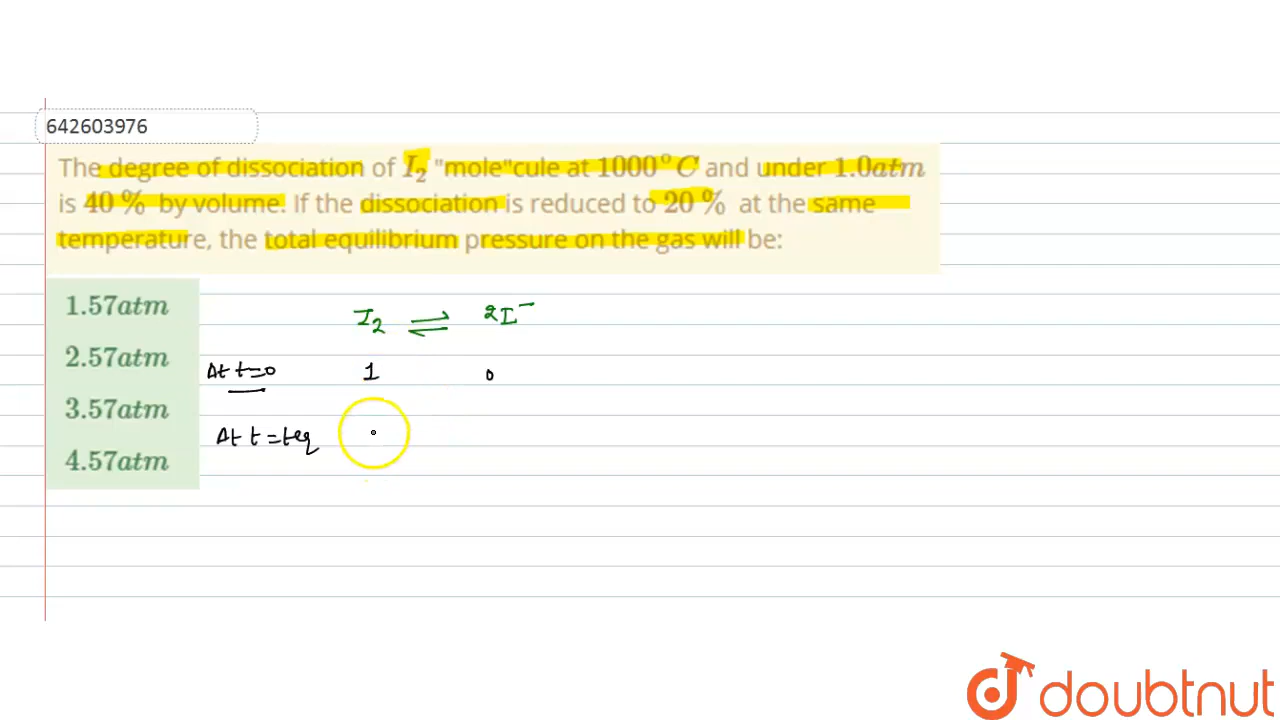 642603976
The degree of dissociation of I₂ "mole"cule at 1000°C and under 1.0atm
is 40 % by volume. If the dissociation is reduced to 20 % at the same
temperature, the total equilibrium pressure on the gas will be:
1.57atm
2.57atm
3.57atm
4.57atm
I₂ ⇌ 2I⁻
At t=0 1 0
At t=teq
doubtnut